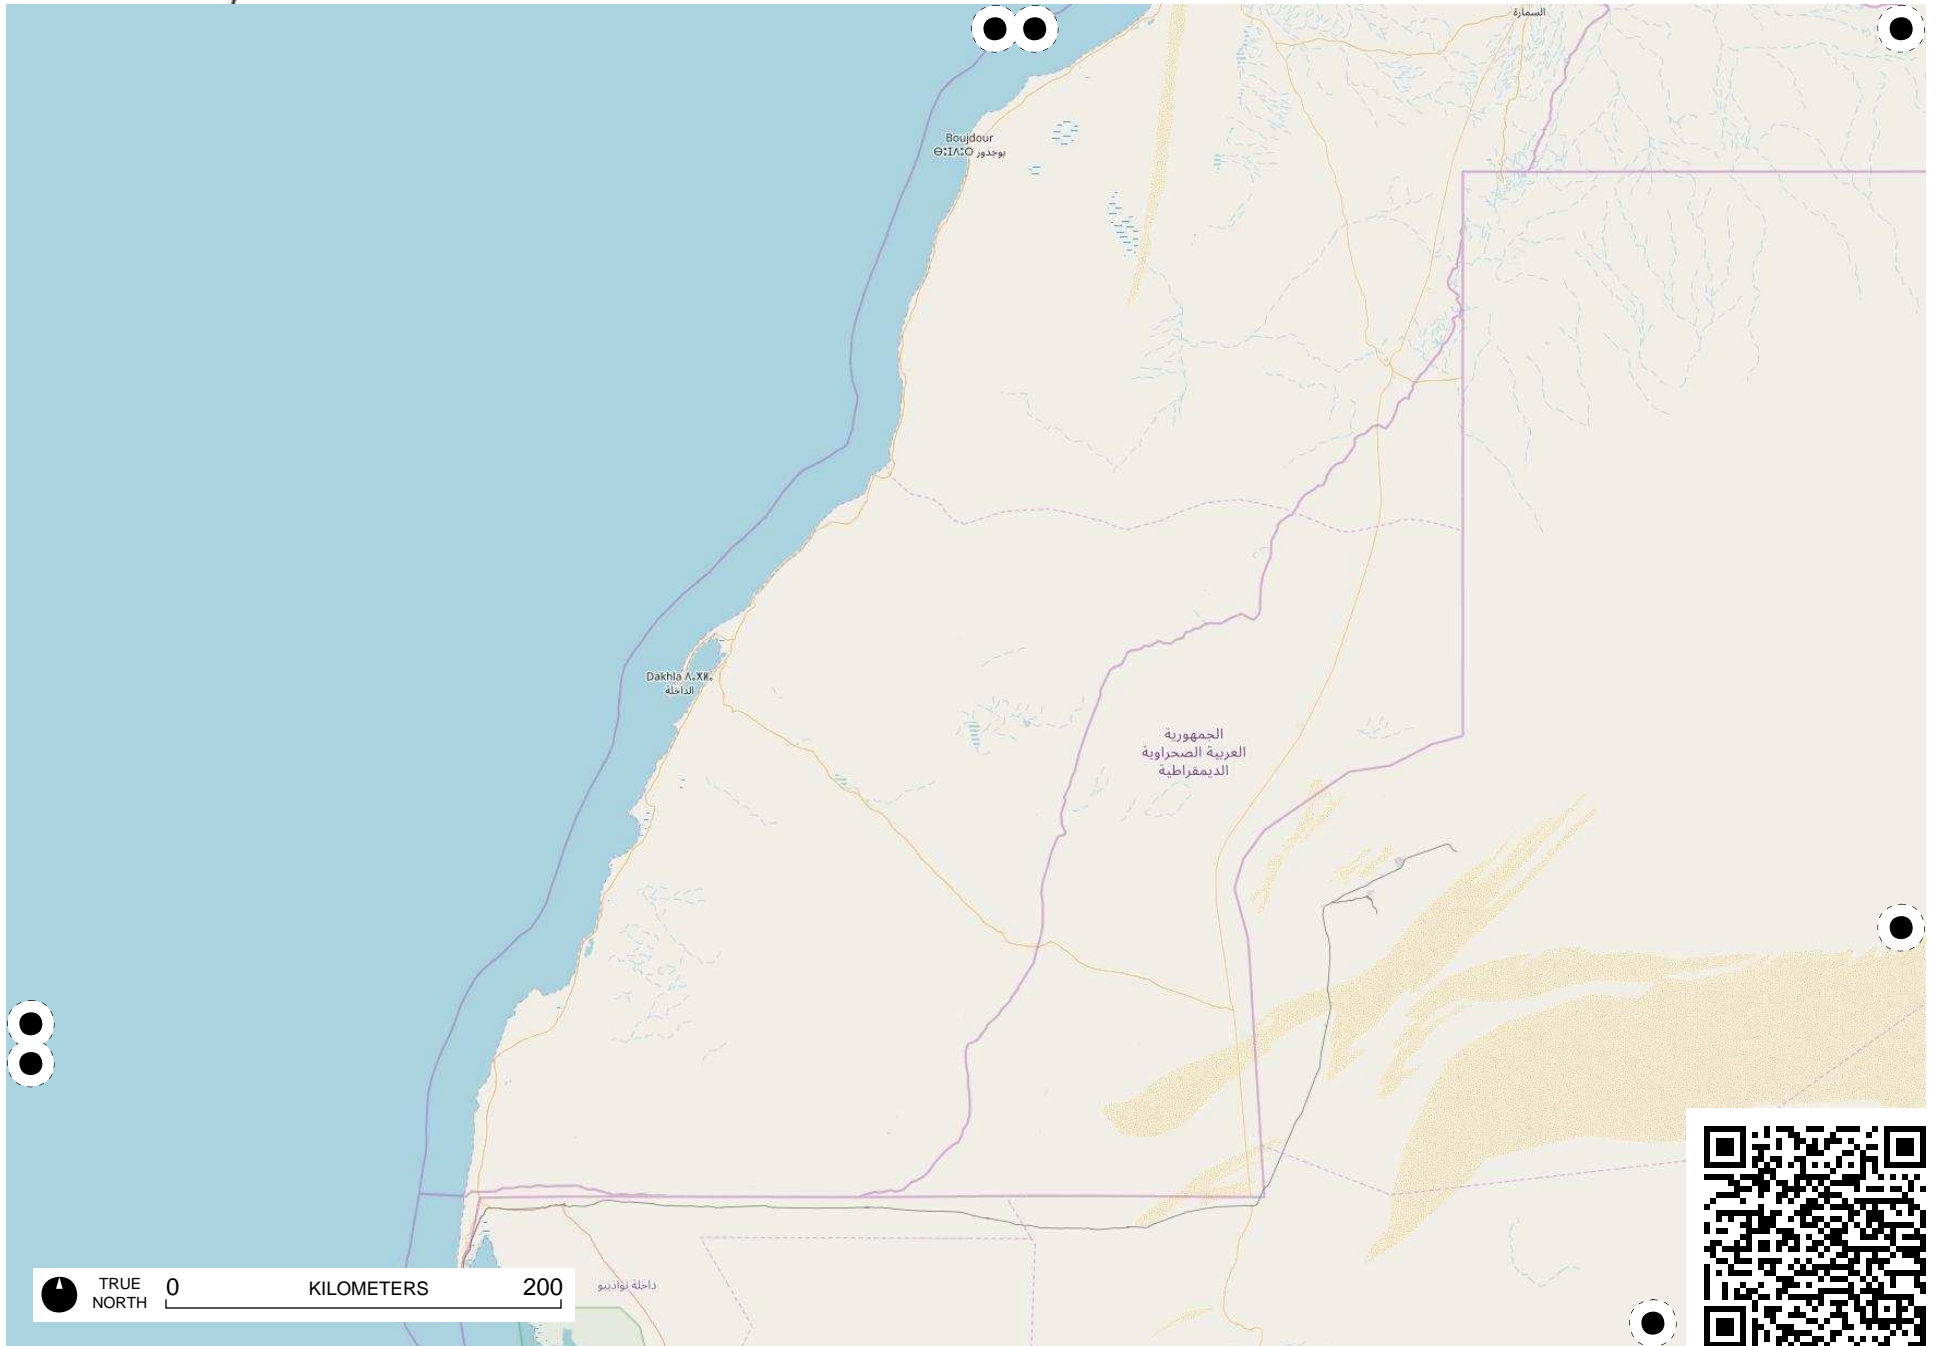 السمارة
Boujdour
ⴱⵓⵊⴷⵓⵔ بوجدور
Dakhla ⴷⴰⵅⵍⴰ
الداخلة
الجمهورية
العربية الصحراوية
الديمقراطية
داخلة نواذيبو
TRUE NORTH
0 KILOMETERS 200